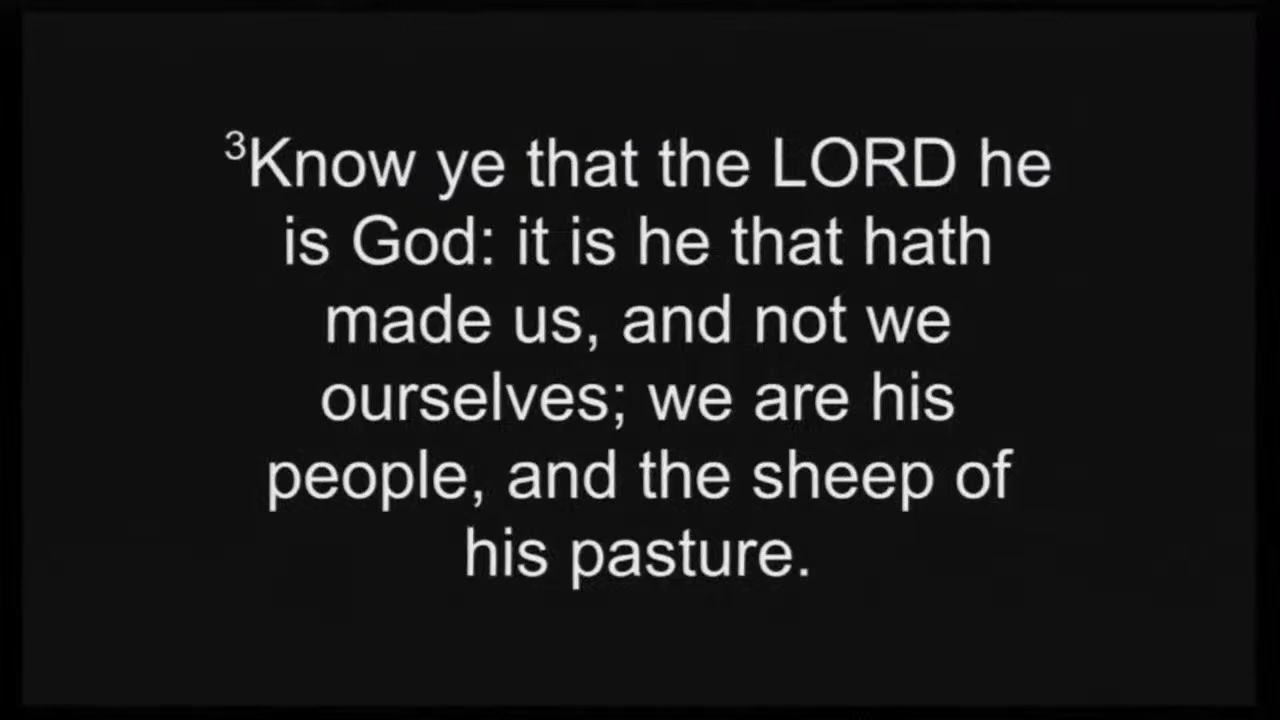 ³Know ye that the LORD he
is God: it is he that hath
made us, and not we
ourselves; we are his
people, and the sheep of
his pasture.